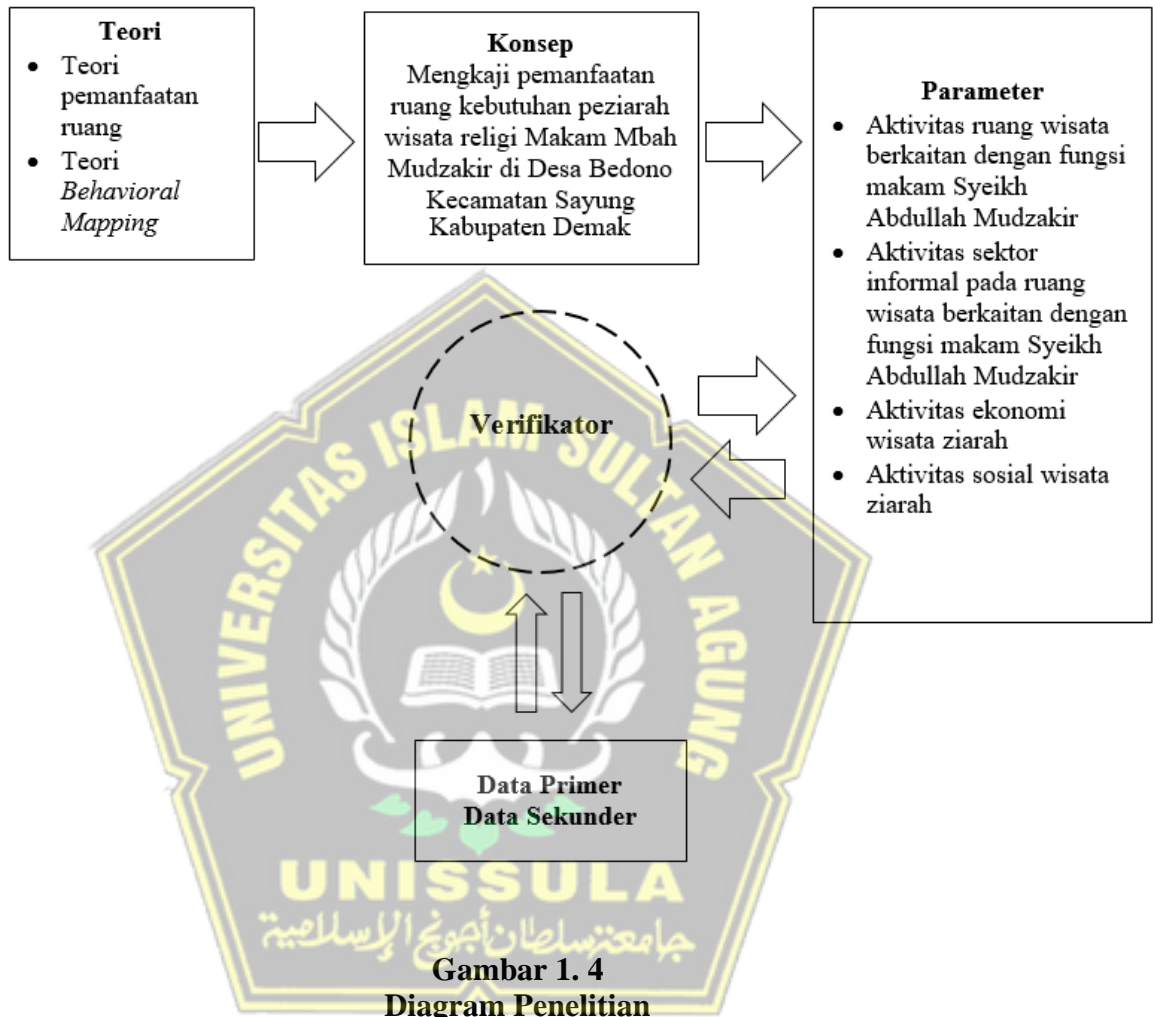 Teori
• Teori
pemanfaatan
ruang
• Teori
Behavioral
Mapping
Konsep
Mengkaji pemanfaatan
ruang kebutuhan peziarah
wisata religi Makam Mbah
Mudzakir di Desa Bedono
Kecamatan Sayung
Kabupaten Demak
Parameter
• Aktivitas ruang wisata
berkaitan dengan fungsi
makam Syeikh
Abdullah Mudzakir
• Aktivitas sektor
informal pada ruang
wisata berkaitan dengan
fungsi makam Syeikh
Abdullah Mudzakir
• Aktivitas ekonomi
wisata ziarah
• Aktivitas sosial wisata
ziarah
Verifikator
UNIVERSITAS ISLAM SULTAN AGUNG
Data Primer
Data Sekunder
UNISSULA
جامعتسلطان أجونج الإسلامية
Gambar 1. 4
Diagram Penelitian